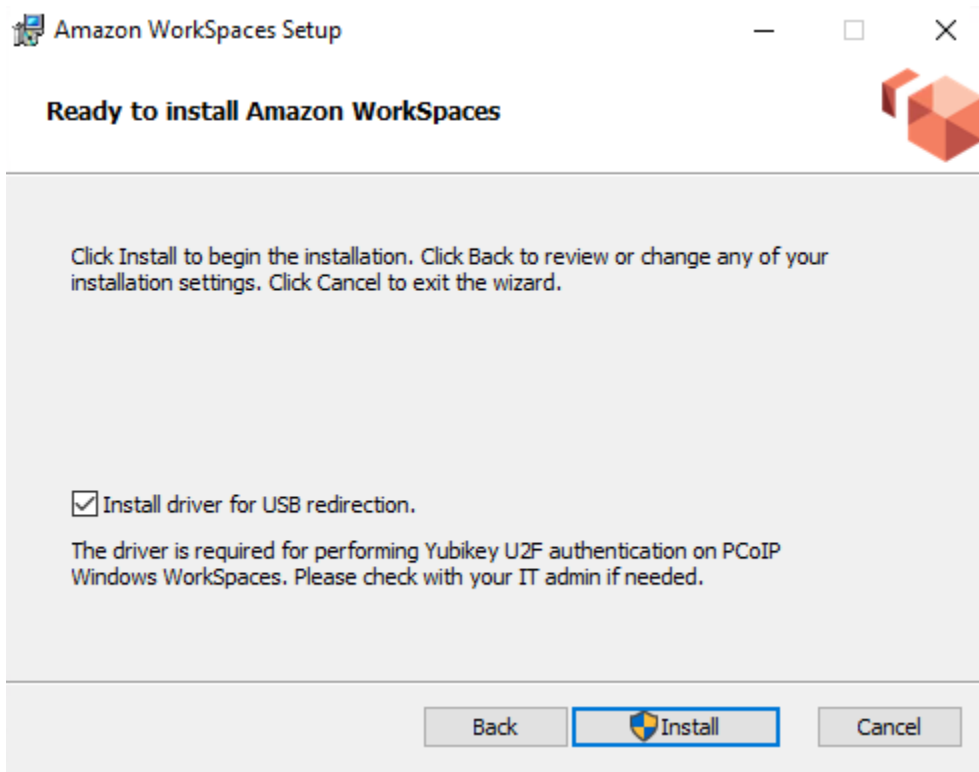 Amazon WorkSpaces Setup
Ready to install Amazon WorkSpaces
Click Install to begin the installation. Click Back to review or change any of your
installation settings. Click Cancel to exit the wizard.
Install driver for USB redirection.
The driver is required for performing Yubikey U2F authentication on PCoIP
Windows WorkSpaces. Please check with your IT admin if needed.
Back Install Cancel